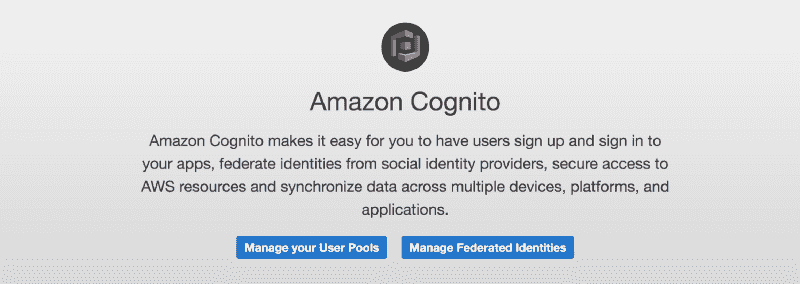 Amazon Cognito
Amazon Cognito makes it easy for you to have users sign up and sign in to
your apps, federate identities from social identity providers, secure access to
AWS resources and synchronize data across multiple devices, platforms, and
applications.
Manage your User Pools Manage Federated Identities